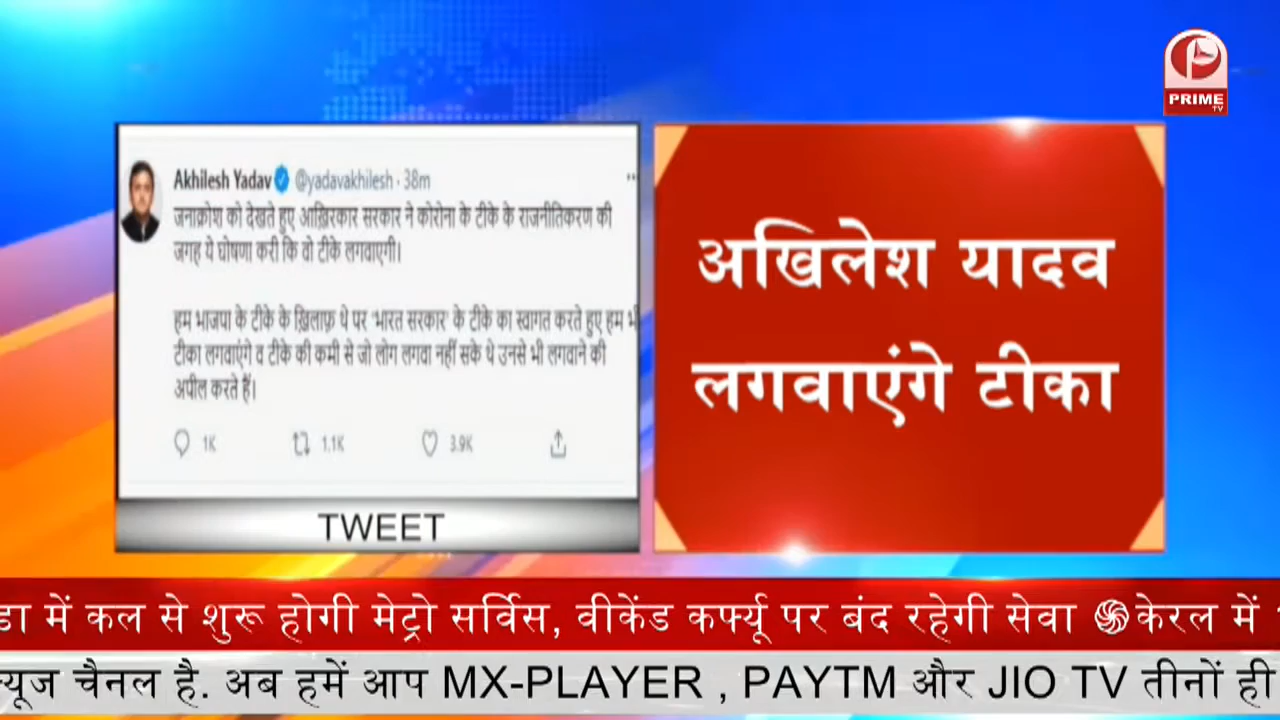 PRIME
TV
Akhilesh Yadav @yadavakhilesh · 38m
जनाक्रोश को देखते हुए आख़िरकार सरकार ने कोरोना के टीके के राजनीतिकरण की
जगह ये घोषणा करी कि वो टीके लगवाएगी।
हम भाजपा के टीके के ख़िलाफ़ थे पर 'भारत सरकार' के टीके का स्वागत करते हुए हम
टीका लगवाएंगे व टीके की कमी से जो लोग लगवा नहीं सके थे उनसे भी लगवाने की
अपील करते हैं।
1K 1.1K 3.9K
TWEET
अखिलेश यादव
लगवाएंगे टीका
में कल से शुरू होगी मेट्रो सर्विस, वीकेंड कर्फ्यू पर बंद रहेगी सेवा केरल में
चैनल है. अब हमें आप MX-PLAYER , PAYTM और JIO TV तीनों ही